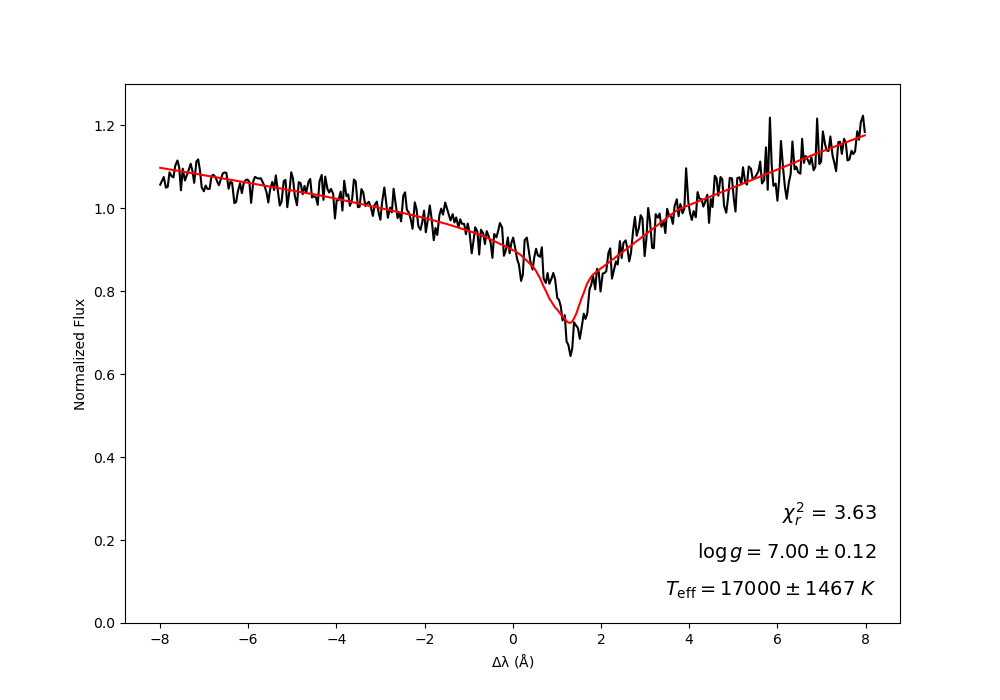 1.2
1.0
0.8
0.6
0.4
0.2
0.0
Normalized Flux
χ²ᵣ = 3.63
log g = 7.00 ± 0.12
T_eff = 17000 ± 1467 K
−8 −6 −4 −2 0 2 4 6 8
Δλ (Å)